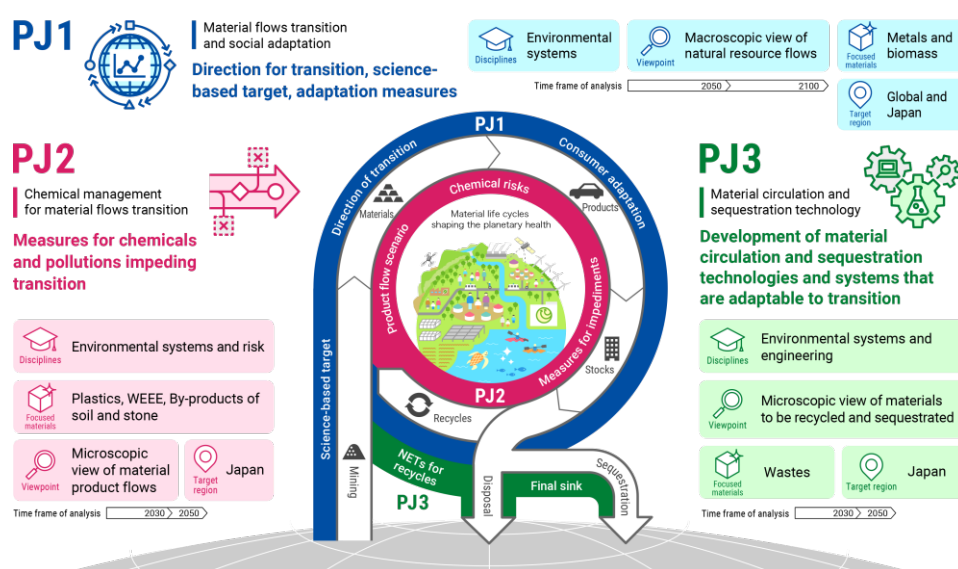 PJ1
Material flows transition
and social adaptation
Direction for transition, science-
based target, adaptation measures
Disciplines
Environmental
systems
Viewpoint
Macroscopic view of
natural resource flows
Focused
materials
Metals and
biomass
Time frame of analysis
2050
2100
Target
region
Global and
Japan
PJ2
Chemical management
for material flows transition
Measures for chemicals
and pollutions impeding
transition
Disciplines
Environmental systems and risk
Focused
materials
Plastics, WEEE, By-products of
soil and stone
Viewpoint
Microscopic
view of material
product flows
Target
region
Japan
Time frame of analysis
2030
2050
PJ1
Direction of transition
Consumer adaptation
Science-based target
Materials
Products
Stocks
Recycles
Mining
Chemical risks
Product flow scenario
Measures for impediments
PJ2
Material life cycles
shaping the planetary health
NETs for
recycles
PJ3
Disposal
Final sink
Sequestration
PJ3
Material circulation and
sequestration technology
Development of material
circulation and sequestration
technologies and systems that
are adaptable to transition
Disciplines
Environmental systems and
engineering
Viewpoint
Microscopic view of materials
to be recycled and sequestrated
Focused
materials
Wastes
Target region
Japan
Time frame of analysis
2030
2050